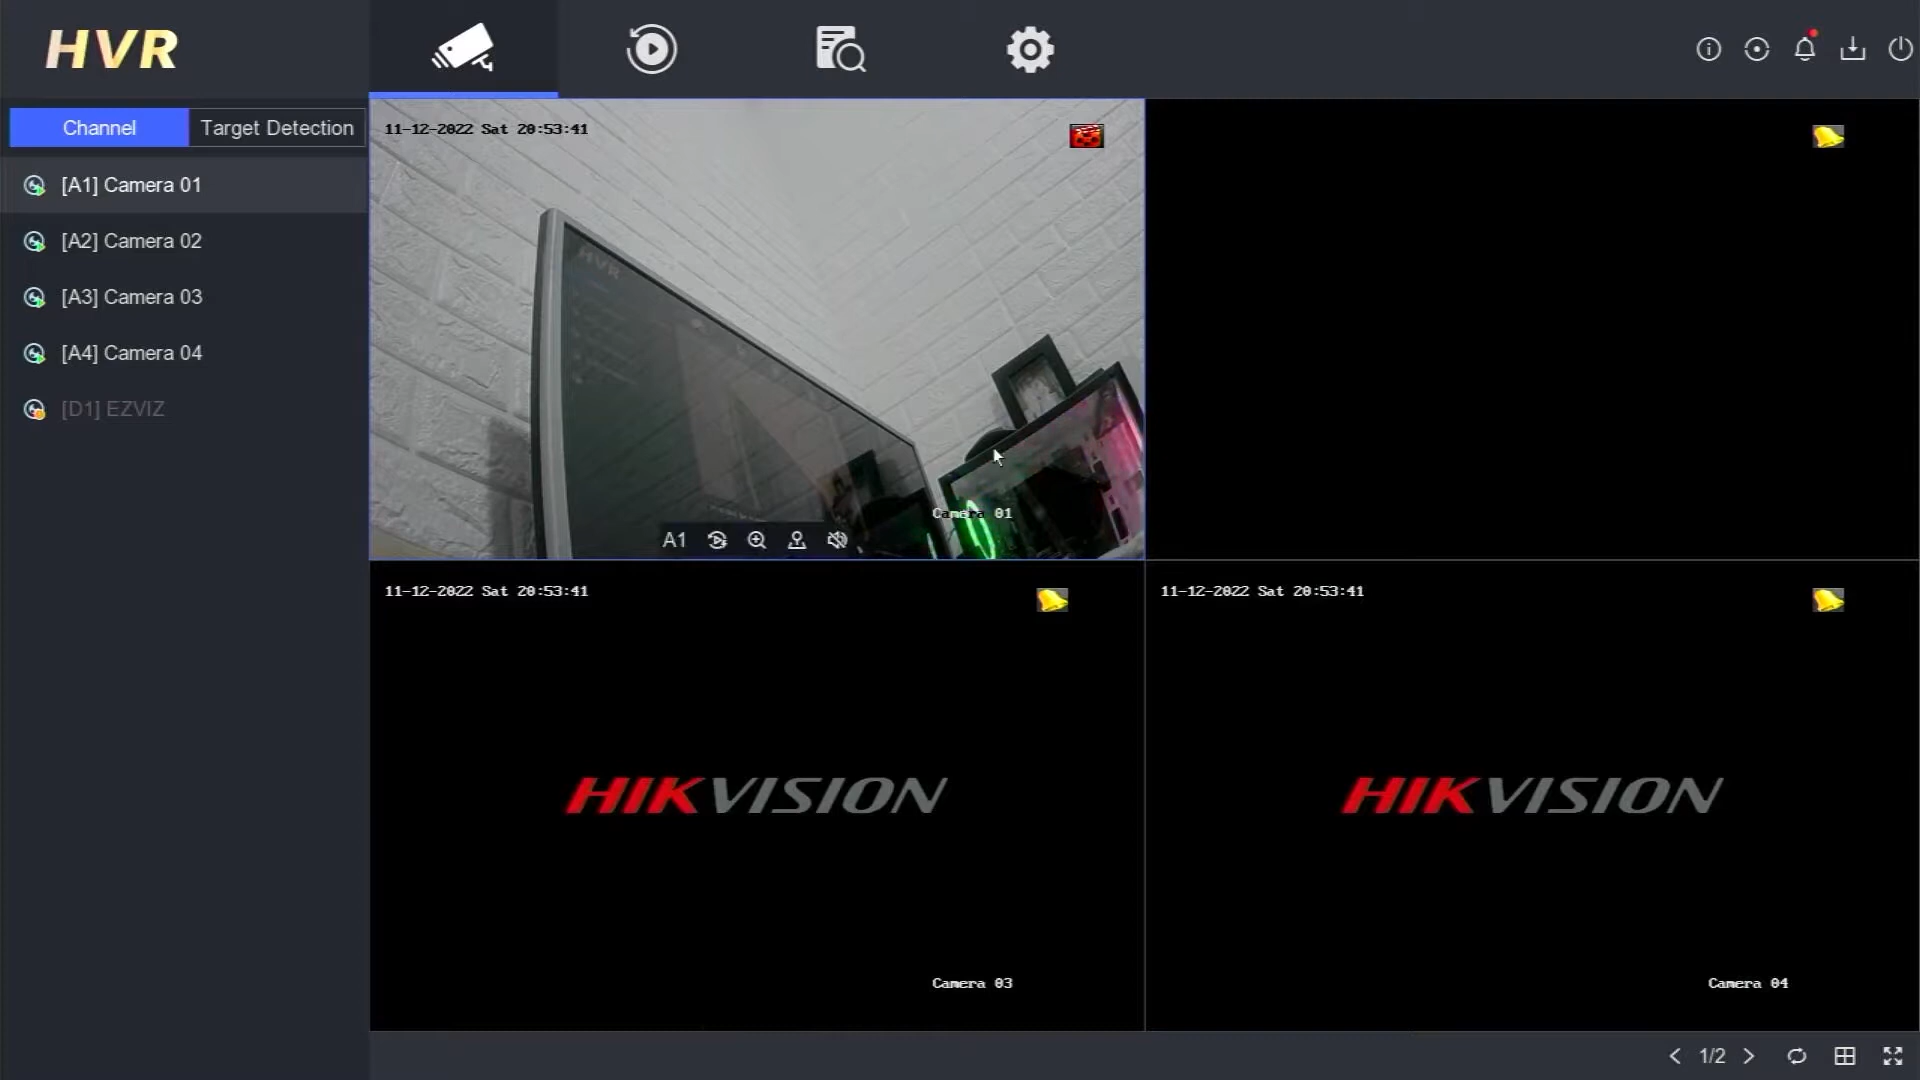 HVR
Channel
Target Detection
[A1] Camera 01
[A2] Camera 02
[A3] Camera 03
[A4] Camera 04
[D1] EZVIZ
11-12-2022 Sat 20:53:41
HVR
Camera 01
A1
11-12-2022 Sat 20:53:41
HIKVISION
Camera 03
11-12-2022 Sat 20:53:41
HIKVISION
Camera 04
1/2